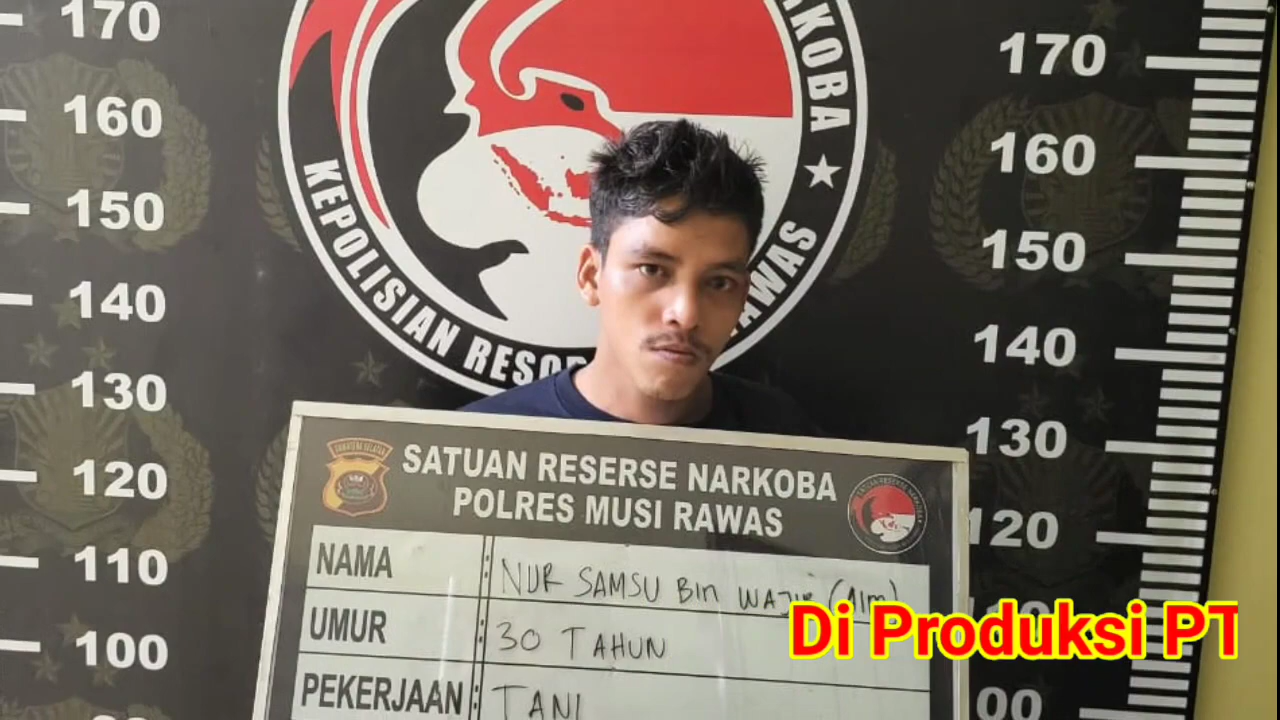 170
160
150
140
130
120
110
100
NARKOBA
KEPOLISIAN RESOR
RAWAS
170
160
150
140
130
120
SATUAN RESERSE NARKOBA
POLRES MUSI RAWAS
NAMA : NUR SAMSU Bin WAJIR (Alm)
UMUR : 30 TAHUN
PEKERJAAN : TANI
Di Produksi PT